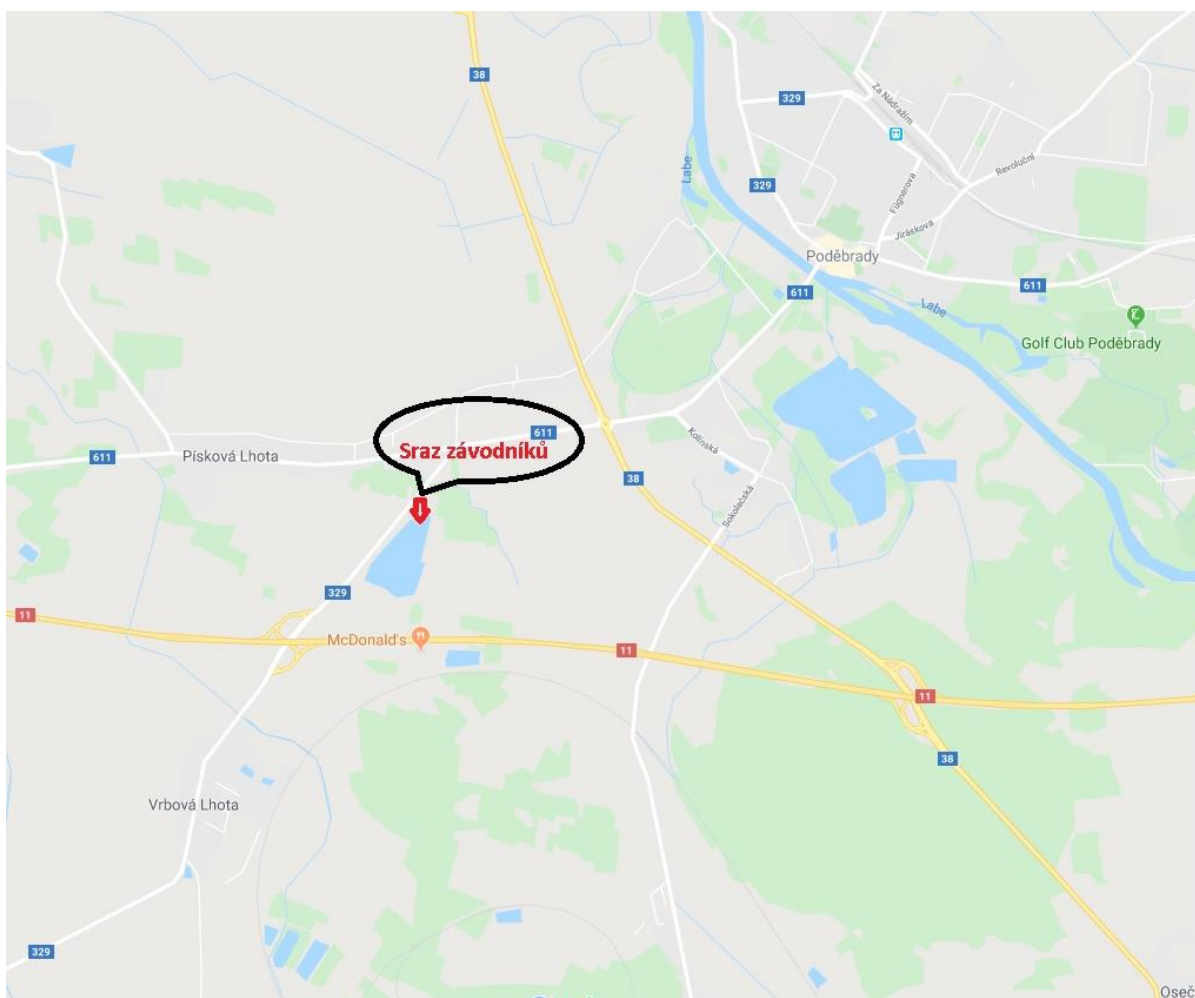 38
329
Za Nádražím
Revoluční
Labe
329
Fügnerova
Jiráskova
Poděbrady
611
611
Labe
Golf Club Poděbrady
611
Sraz závodníků
Písková Lhota
611
Kolínská
38
Sokolečská
329
11
McDonald's
11
11
38
Vrbová Lhota
329
Oseč